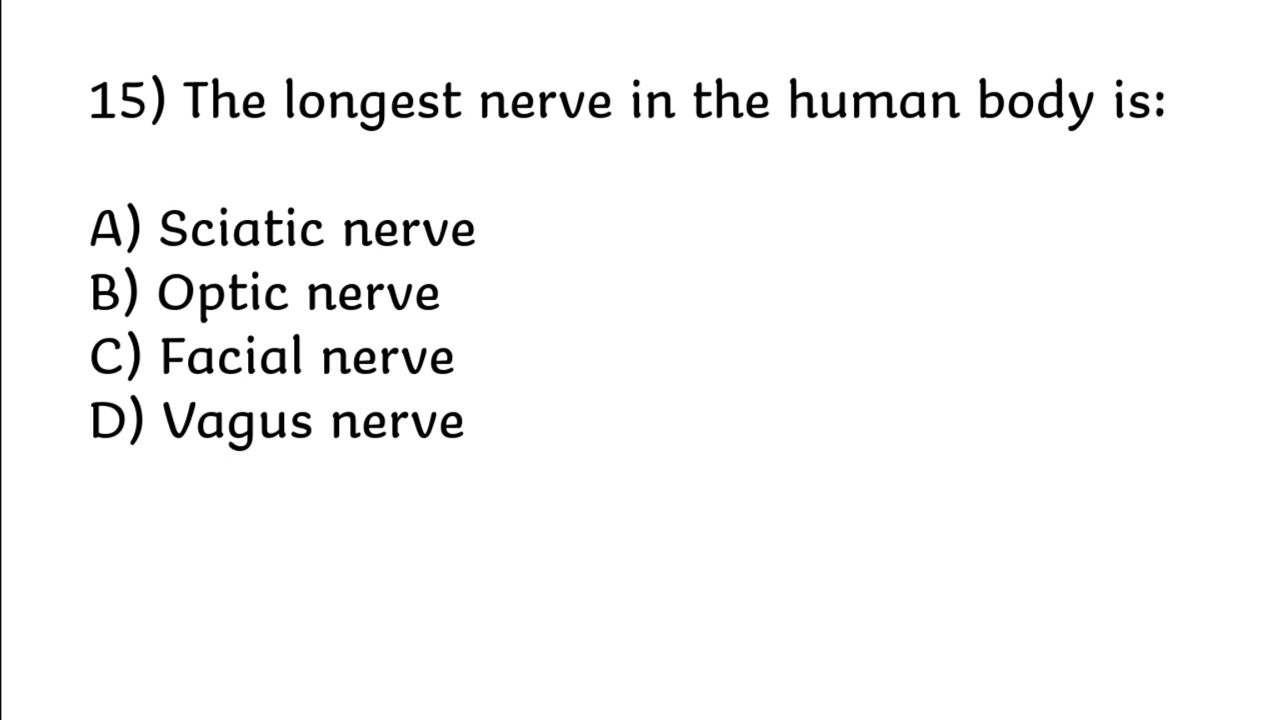 15) The longest nerve in the human body is:
A) Sciatic nerve
B) Optic nerve
C) Facial nerve
D) Vagus nerve